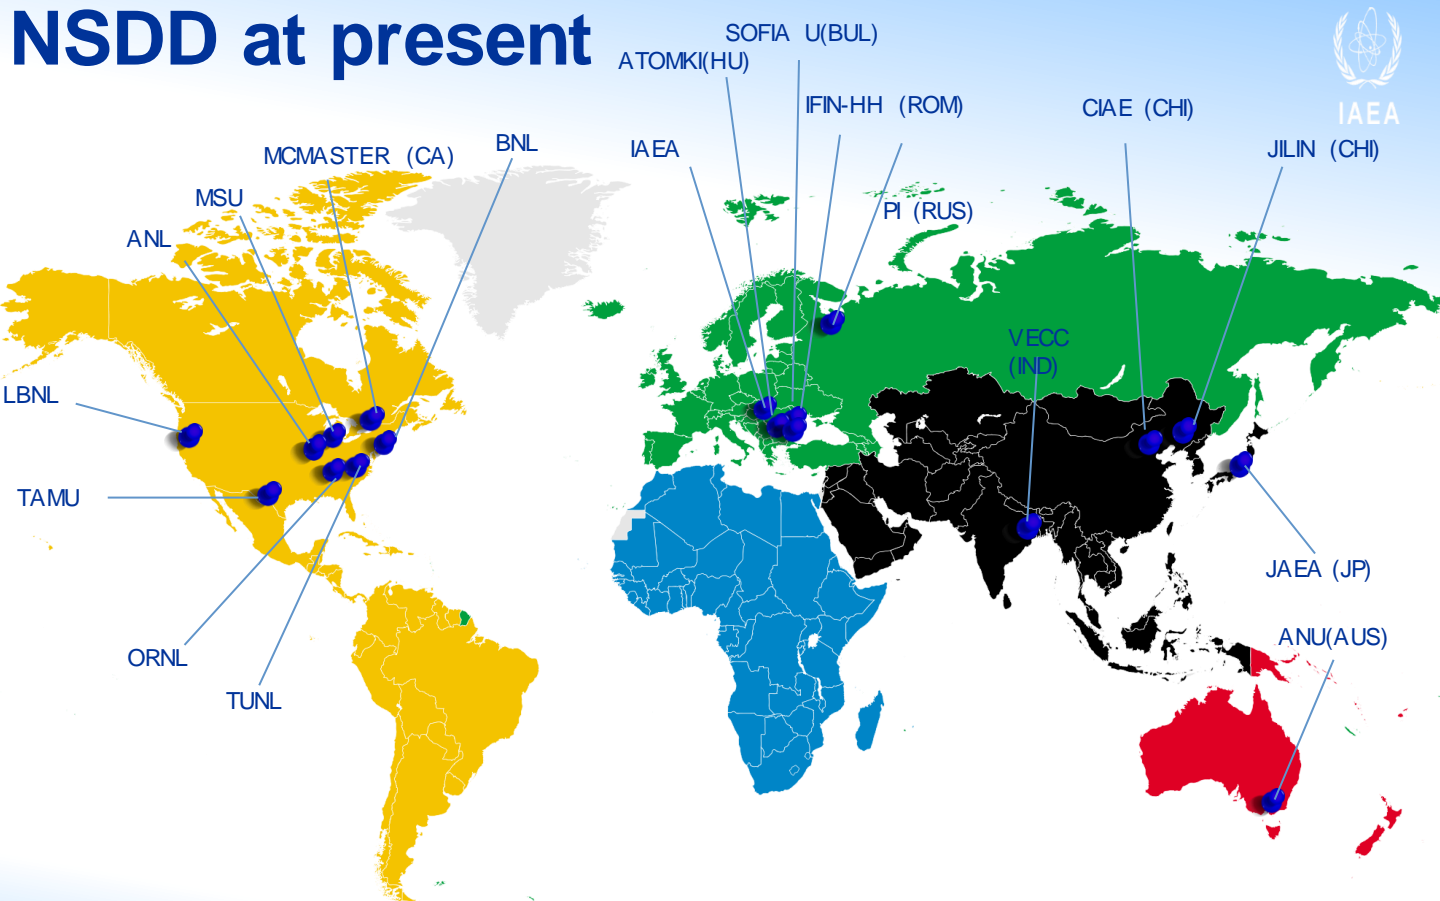 NSDD at present
SOFIA U(BUL)
ATOMKI(HU)
IFIN-HH (ROM)
CIAE (CHI)
IAEA
MCMASTER (CA)
BNL
IAEA
JILIN (CHI)
MSU
PI (RUS)
ANL
VECC
(IND)
LBNL
TAMU
JAEA (JP)
ANU(AUS)
ORNL
TUNL